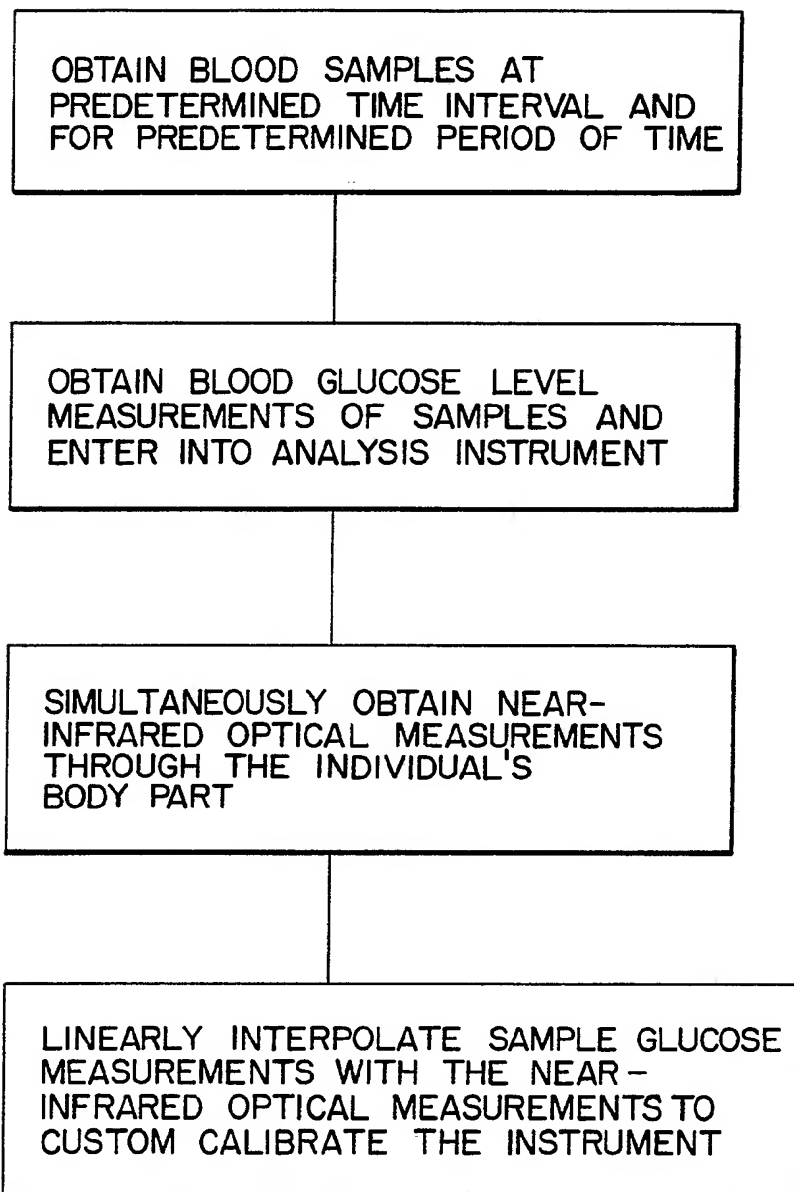 OBTAIN BLOOD SAMPLES AT
PREDETERMINED TIME INTERVAL AND
FOR PREDETERMINED PERIOD OF TIME
OBTAIN BLOOD GLUCOSE LEVEL
MEASUREMENTS OF SAMPLES AND
ENTER INTO ANALYSIS INSTRUMENT
SIMULTANEOUSLY OBTAIN NEAR-
INFRARED OPTICAL MEASUREMENTS
THROUGH THE INDIVIDUAL'S
BODY PART
LINEARLY INTERPOLATE SAMPLE GLUCOSE
MEASUREMENTS WITH THE NEAR-
INFRARED OPTICAL MEASUREMENTS TO
CUSTOM CALIBRATE THE INSTRUMENT